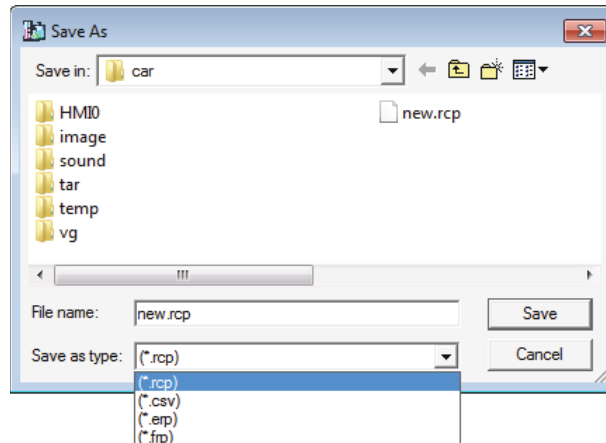 Save As
Save in: car
HMI0
image
sound
tar
temp
vg
new.rcp
File name: new.rcp
Save
Save as type: (*.rcp)
Cancel
(*.rcp)
(*.csv)
(*.erp)
(*.frp)